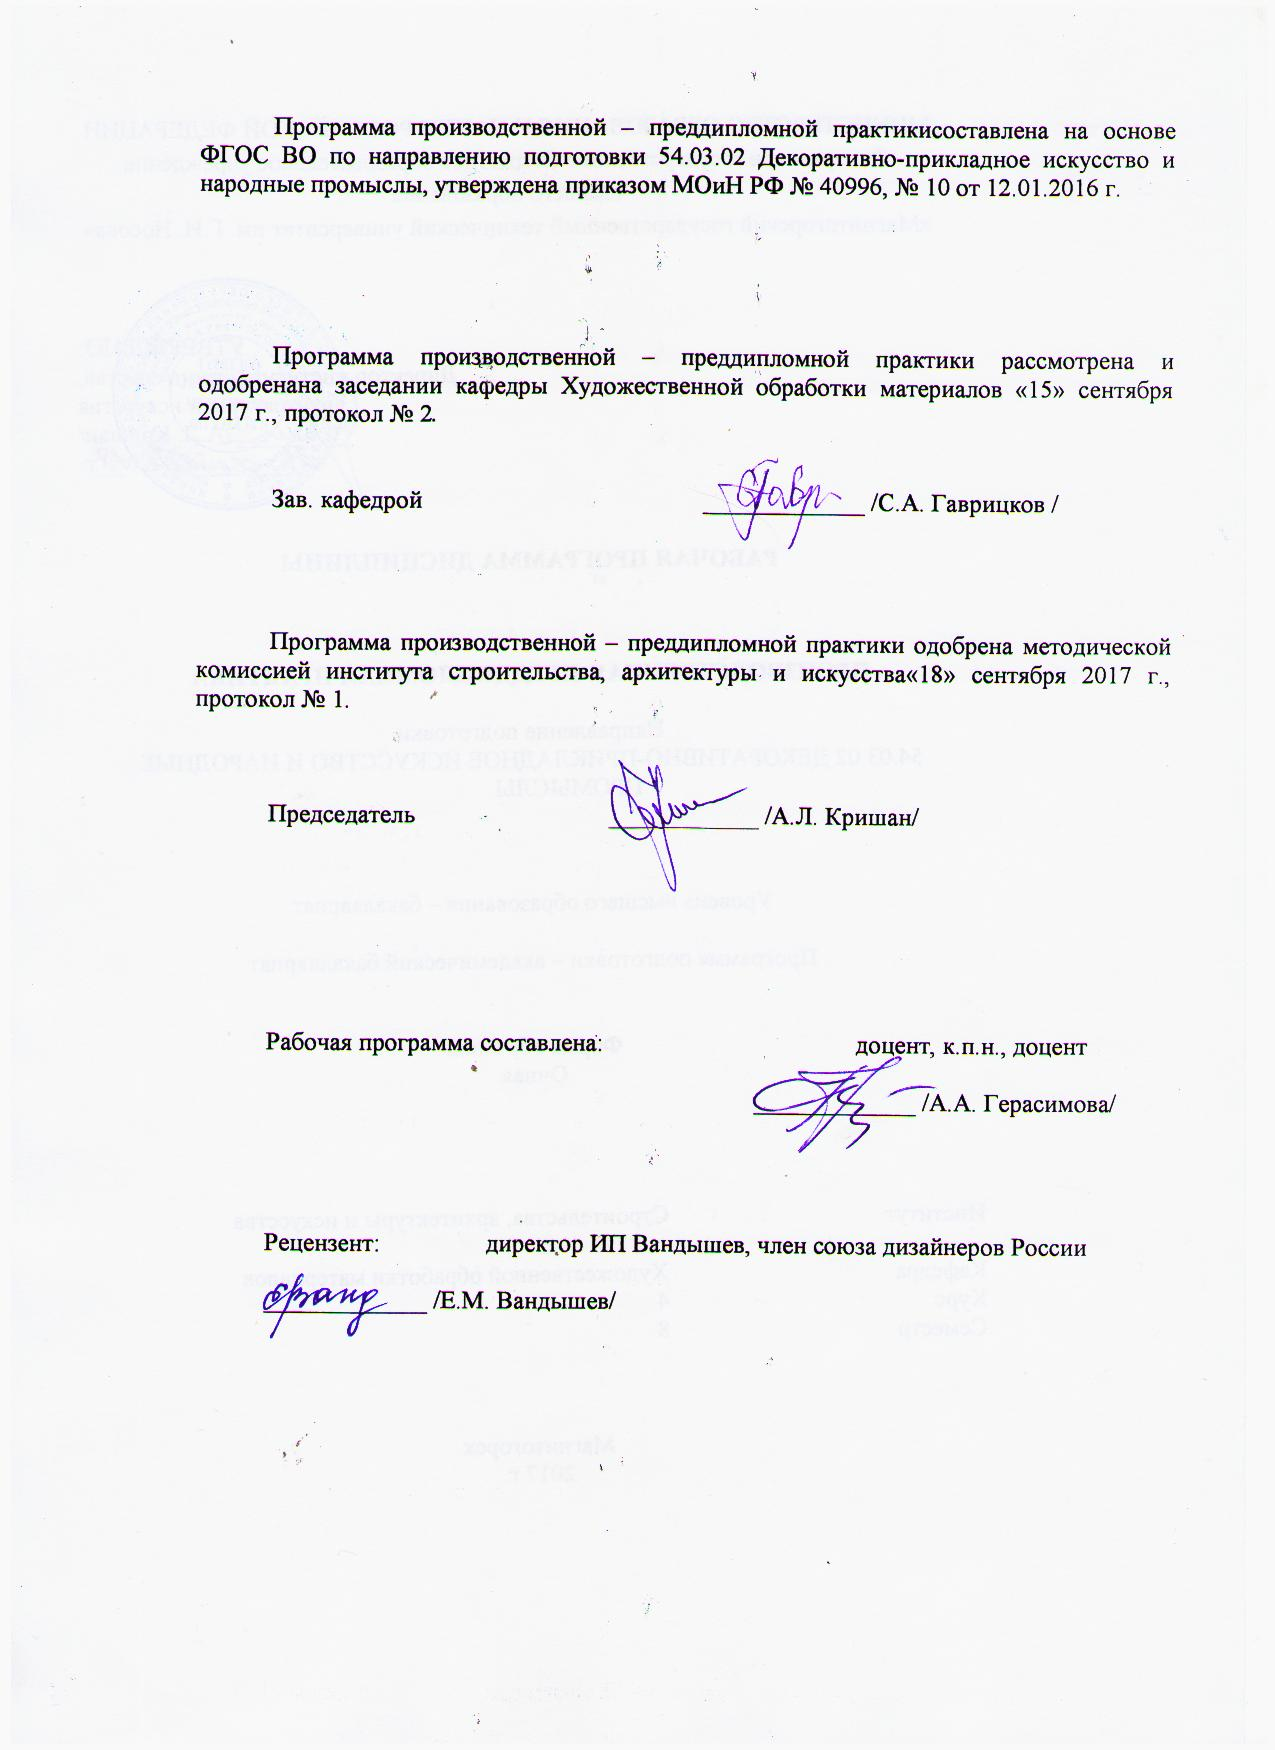 Программа производственной – преддипломной практикисоставлена на основе
ФГОС ВО по направлению подготовки 54.03.02 Декоративно-прикладное искусство и
народные промыслы, утверждена приказом МОиН РФ № 40996, № 10 от 12.01.2016 г.
Программа производственной – преддипломной практики рассмотрена и
одобренана заседании кафедры Художественной обработки материалов «15» сентября
2017 г., протокол № 2.
Зав. кафедрой /С.А. Гаврицков /
Программа производственной – преддипломной практики одобрена методической
комиссией института строительства, архитектуры и искусства«18» сентября 2017 г.,
протокол № 1.
Председатель /А.Л. Кришан/
Рабочая программа составлена: доцент, к.п.н., доцент
/А.А. Герасимова/
Рецензент: директор ИП Вандышев, член союза дизайнеров России
/Е.М. Вандышев/